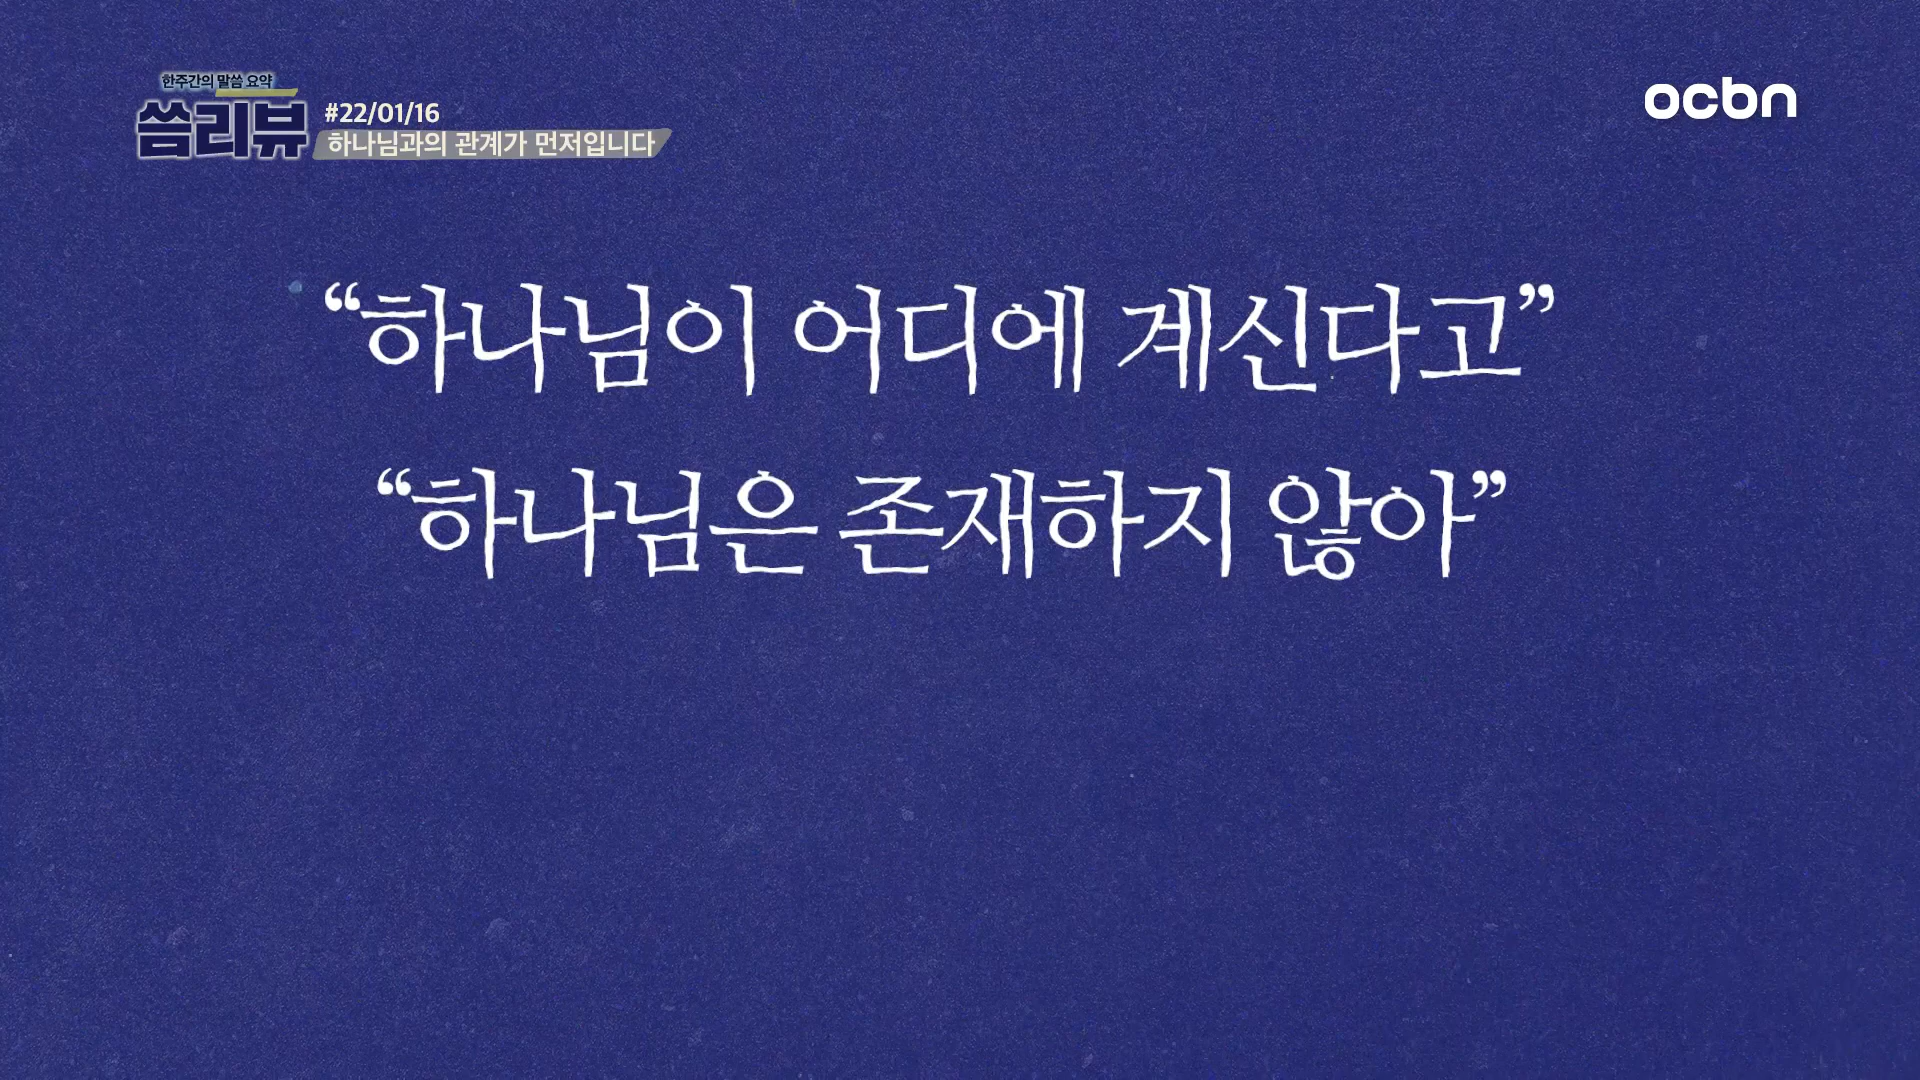 한주간의 말씀 요약
씀리뷰
#22/01/16
하나님과의 관계가 먼저입니다
ocbn
“하나님이 어디에 계신다고”
“하나님은 존재하지 않아”